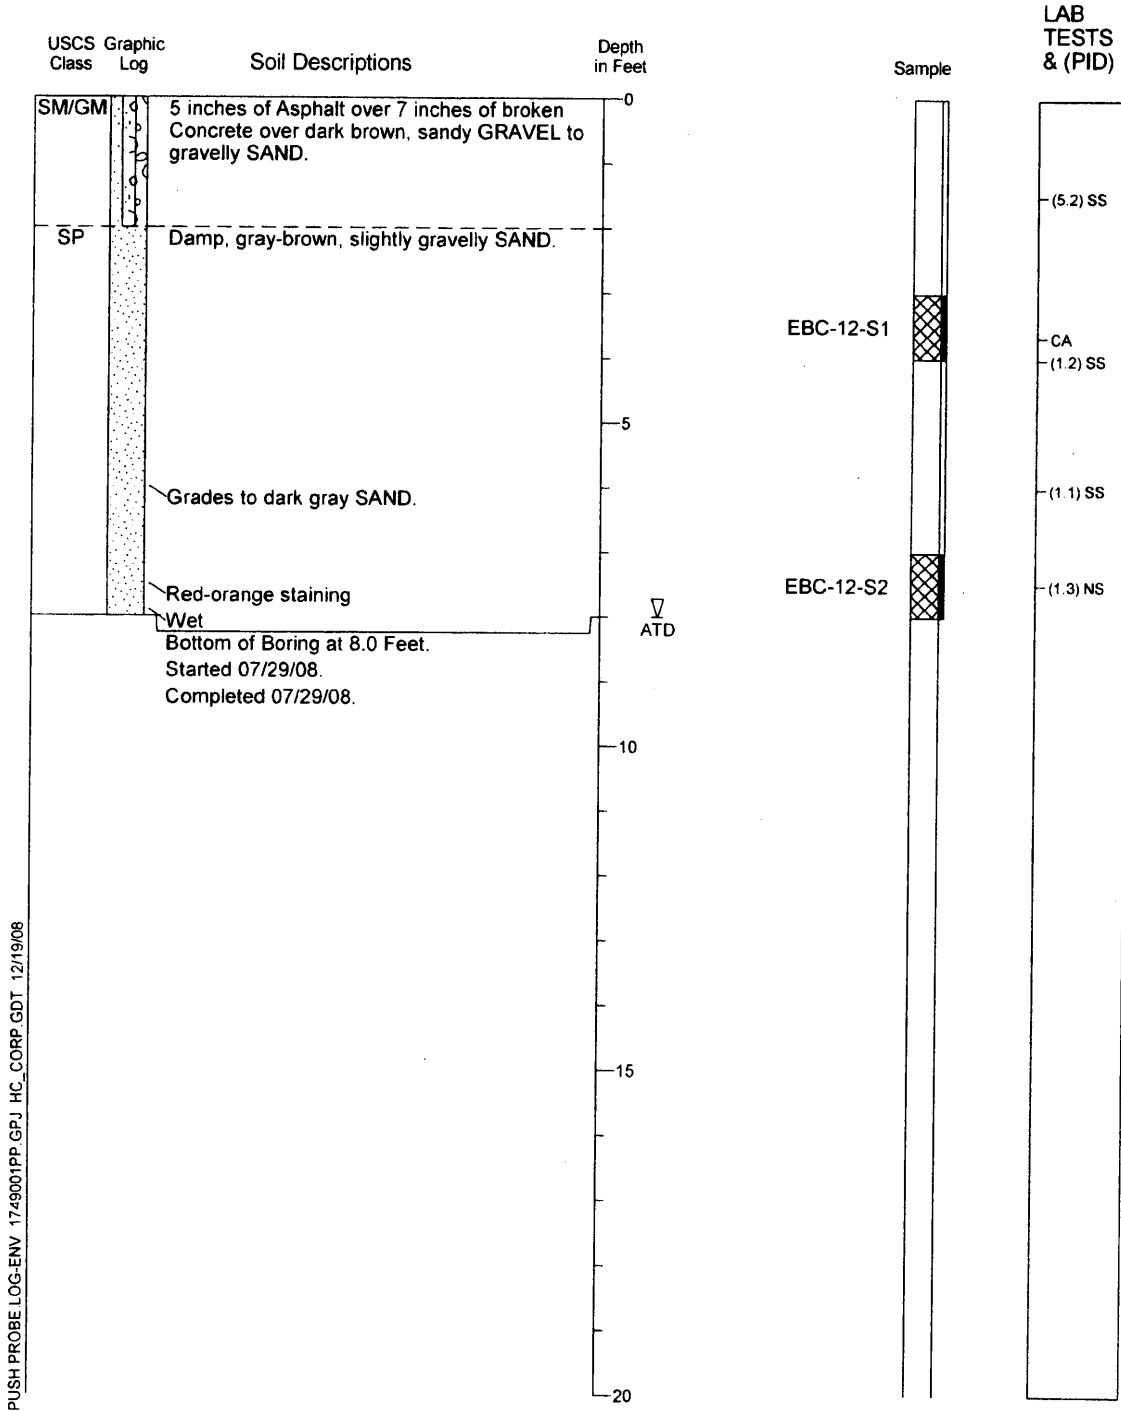 LAB
TESTS
& (PID)
USCS Graphic
Class Log
Soil Descriptions
Depth
in Feet
Sample
SM/GM
5 inches of Asphalt over 7 inches of broken
Concrete over dark brown, sandy GRAVEL to
gravelly SAND.
0
(5.2) SS
SP
Damp, gray-brown, slightly gravelly SAND.
EBC-12-S1
CA
(1.2) SS
5
Grades to dark gray SAND.
(1.1) SS
Red-orange staining
EBC-12-S2
(1.3) NS
Wet
ATD
Bottom of Boring at 8.0 Feet.
Started 07/29/08.
Completed 07/29/08.
10
15
20
PUSH PROBE.LOG-ENV 1749001PP.GPJ HC_CORP.GDT 12/19/08